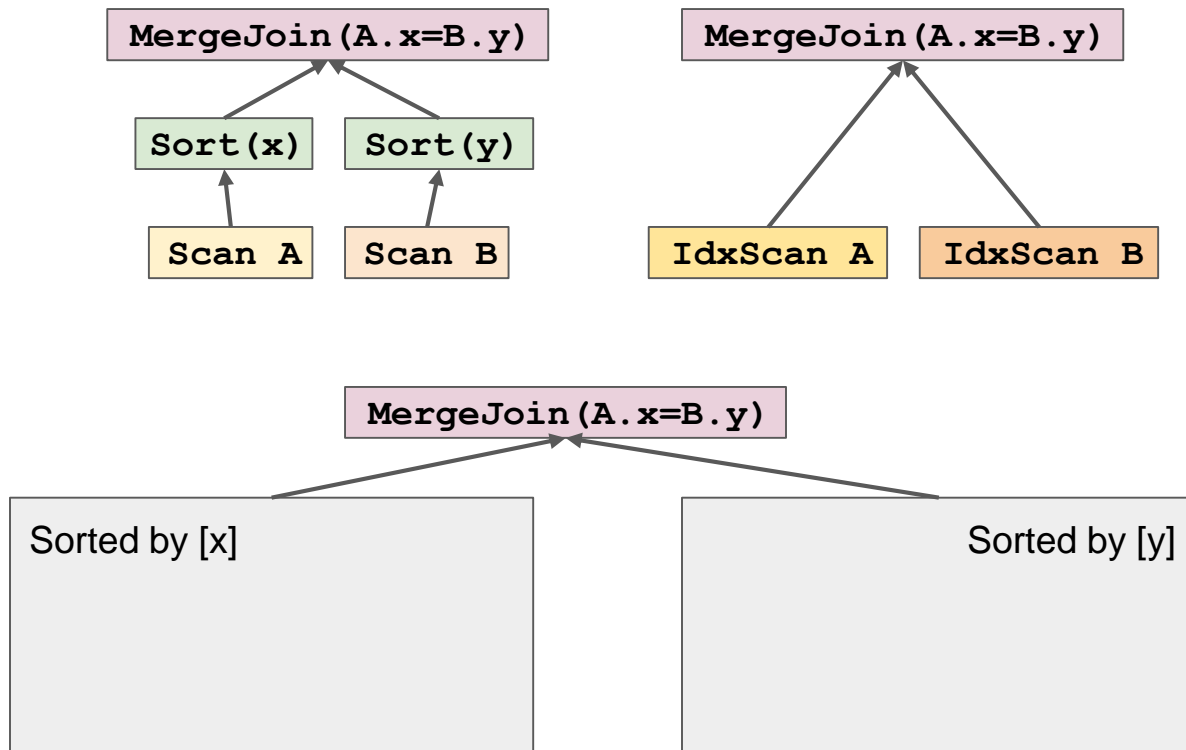 MergeJoin(A.x=B.y)
Sort(x)
Sort(y)
Scan A
Scan B
MergeJoin(A.x=B.y)
IdxScan A
IdxScan B
MergeJoin(A.x=B.y)
Sorted by [x]
Sorted by [y]